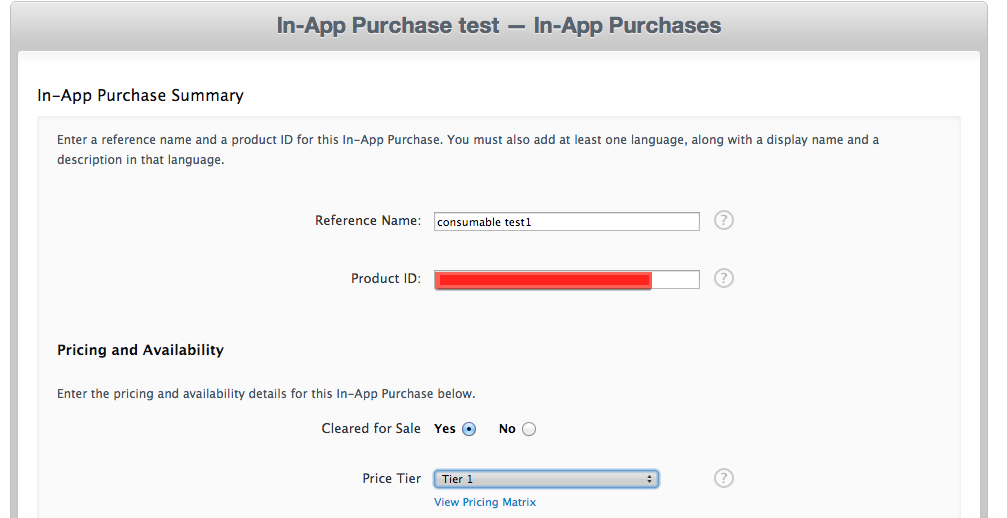 In-App Purchase test — In-App Purchases
In-App Purchase Summary
Enter a reference name and a product ID for this In-App Purchase. You must also add at least one language, along with a display name and a
description in that language.
Reference Name: consumable test1 ?
Product ID: ?
Pricing and Availability
Enter the pricing and availability details for this In-App Purchase below.
Cleared for Sale Yes No
Price Tier Tier 1 ?
View Pricing Matrix